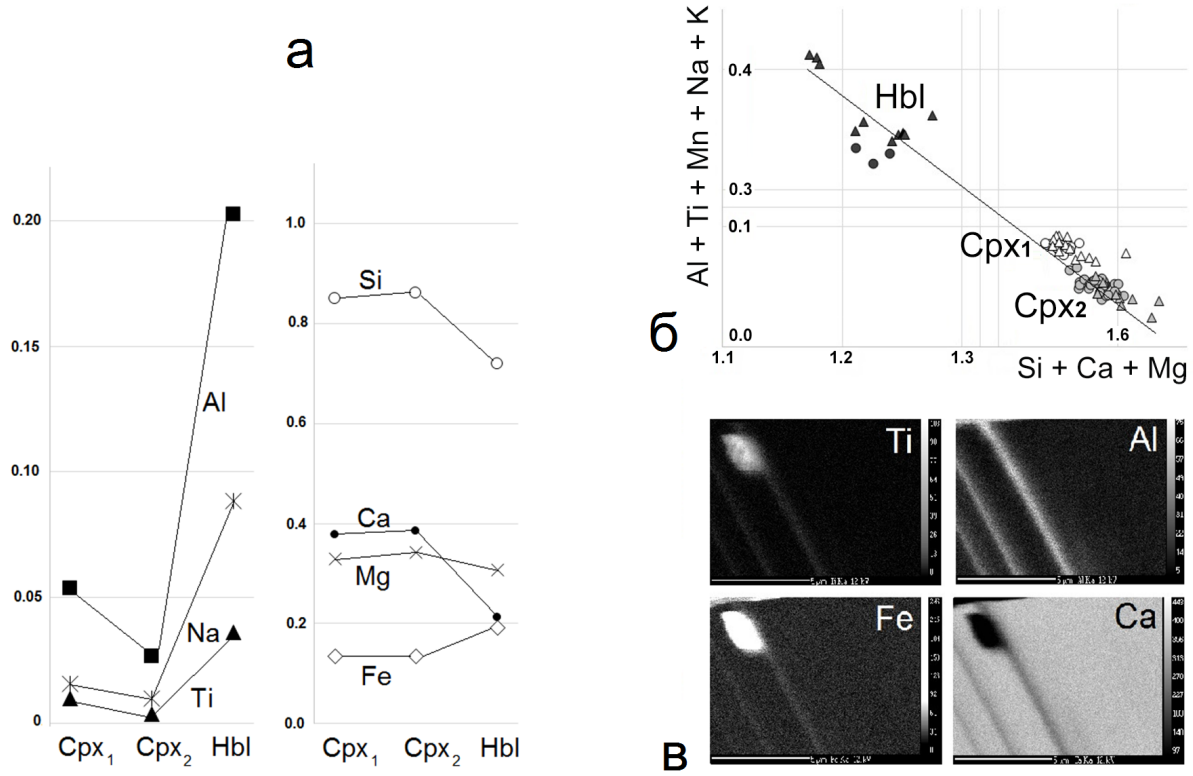 а
0.20
0.15
0.10
0.05
0
Al
Na
Ti
Cpx1
Cpx2
Hbl
1.0
0.8
0.6
0.4
0.2
0.0
Si
Ca
Mg
Fe
Cpx1
Cpx2
Hbl
б
Al + Ti + Mn + Na + K
0.4
0.3
0.1
0.0
Hbl
Cpx1
Cpx2
1.1
1.2
1.3
1.6
Si + Ca + Mg
в
Ti
Al
Fe
Ca